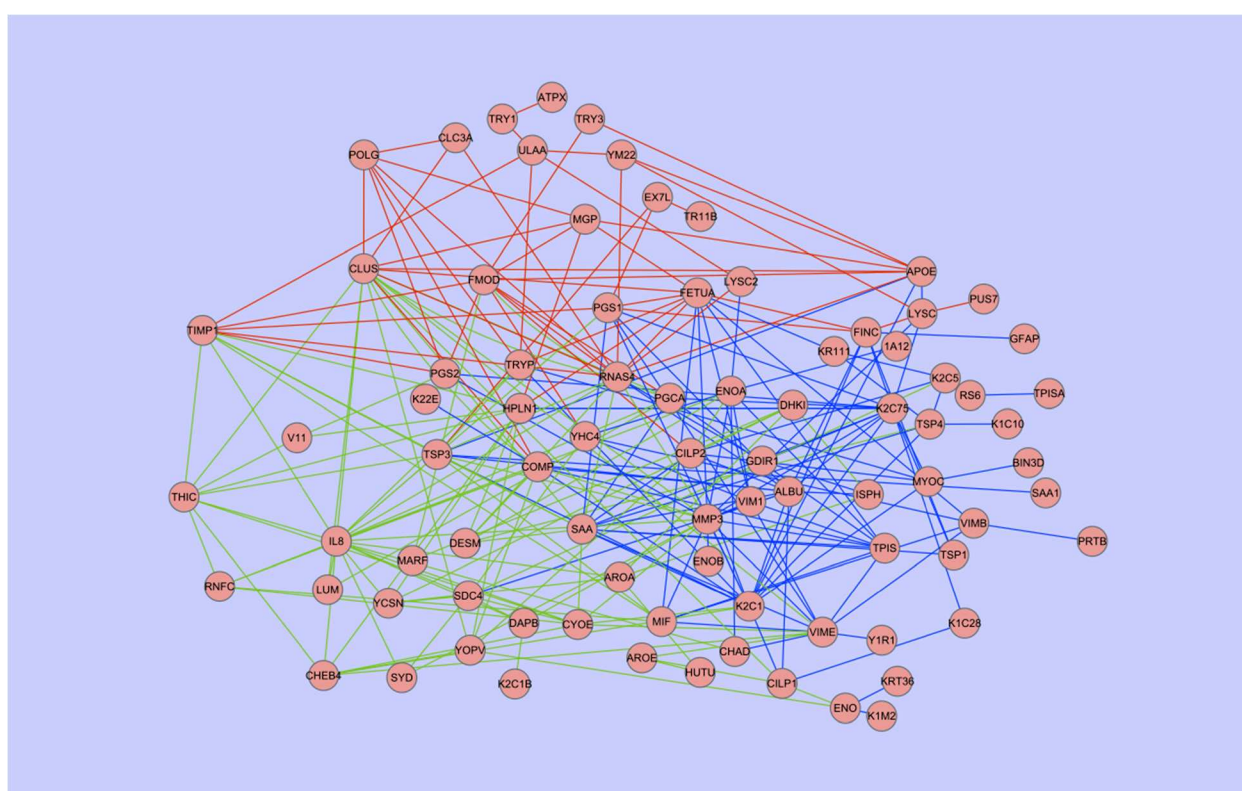 ATPX
TRY1
TRY3
CLC3A
POLG
ULAA
YM22
EX7L
TR11B
MGP
CLUS
FMOD
LYSC2
APOE
FETUA
PGS1
LYSC
PUS7
TIMP1
FINC
GFAP
1A12
KR111
TRYP
PGS2
RNAS4
K2C5
RS6
TPISA
K22E
PGCA
ENOA
DHKI
HPLN1
K2C75
TSP4
K1C10
V11
YHC4
TSP3
CILP2
COMP
GDIR1
BIN3D
MYOC
SAA1
THIC
ALBU
ISPH
VIM1
MMP3
SAA
VIMB
PRTB
IL8
DESM
MARF
TPIS
TSP1
ENOB
RNFC
LUM
AROA
YCSN
SDC4
K2C1
DAPB
CYOE
MIF
VIME
K1C28
Y1R1
YOPV
CHAD
AROE
CHEB4
SYD
HUTU
K2C1B
CILP1
KRT36
ENO
K1M2